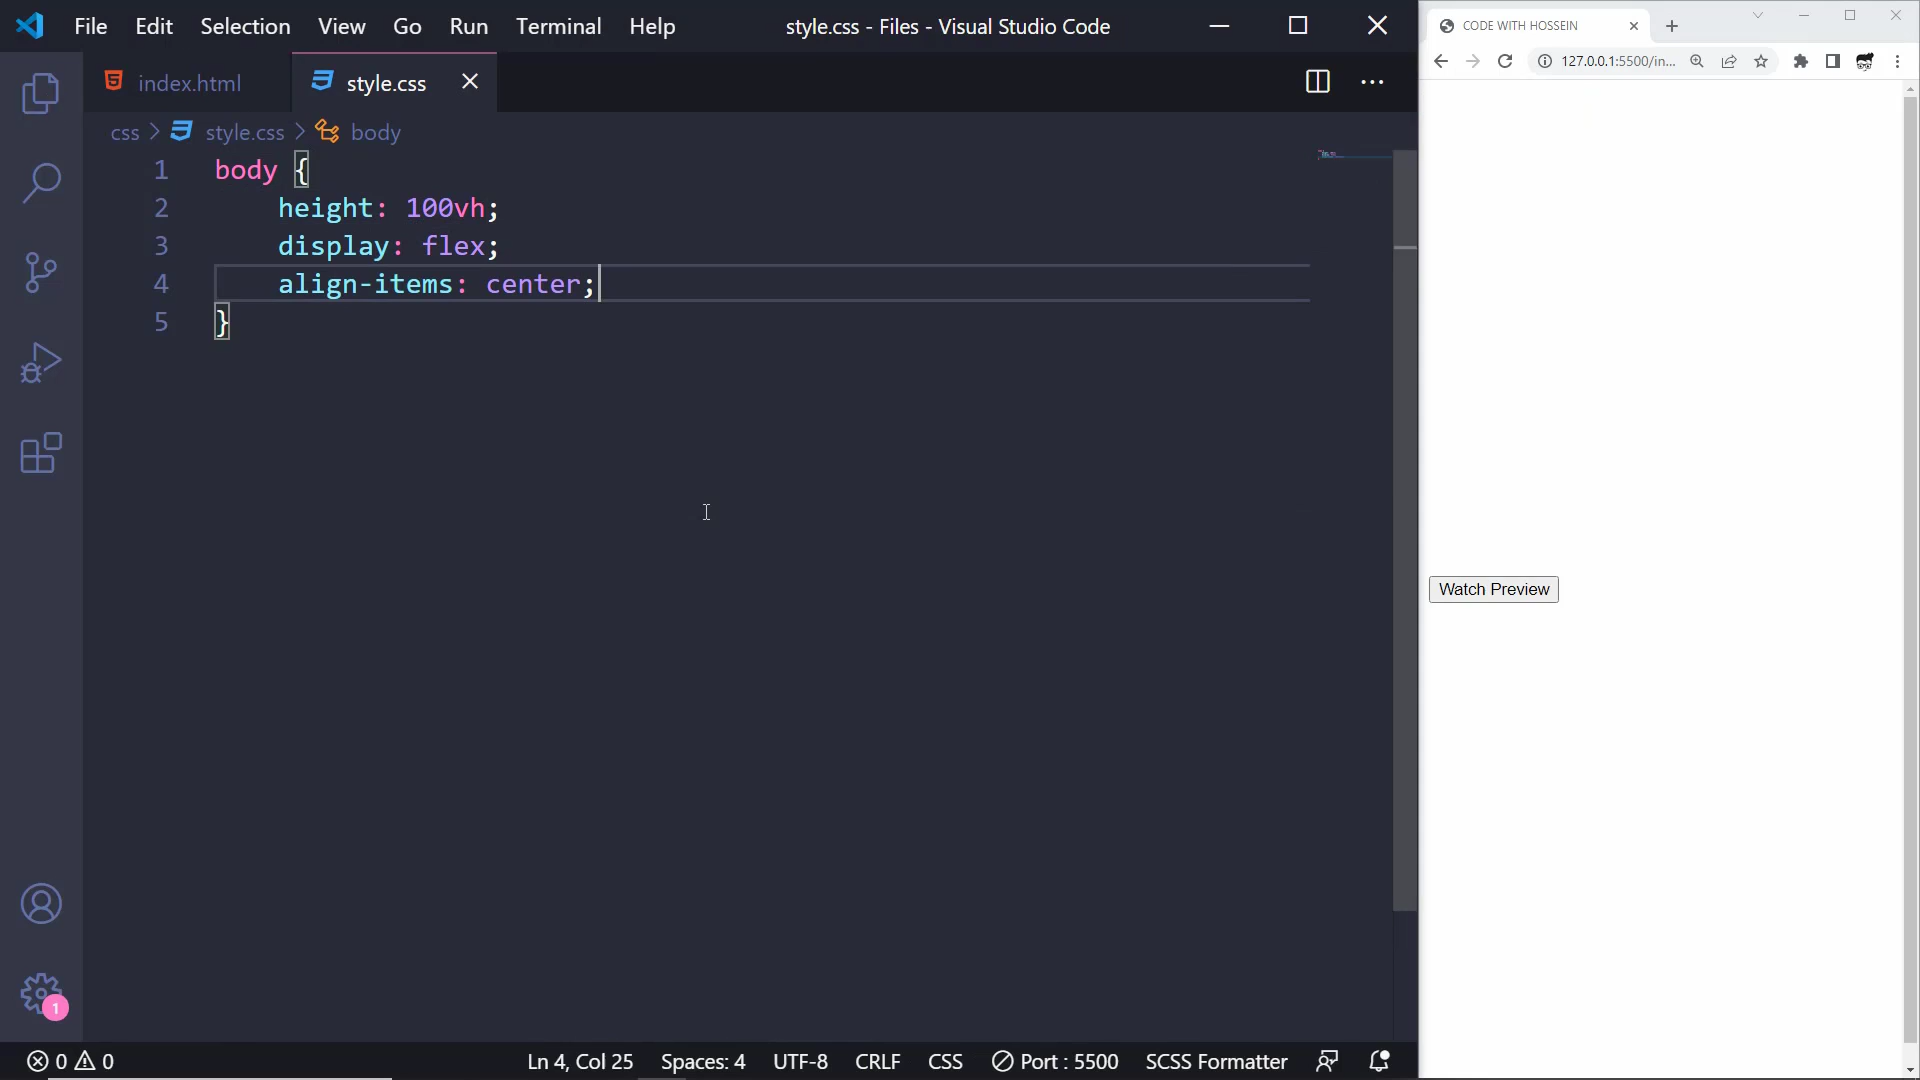 File Edit Selection View Go Run Terminal Help style.css - Files - Visual Studio Code
index.html style.css
css > style.css > body
1 body {
2 height: 100vh;
3 display: flex;
4 align-items: center;
5 }
1
0 0 Ln 4, Col 25 Spaces: 4 UTF-8 CRLF CSS Port : 5500 SCSS Formatter
CODE WITH HOSSEIN
127.0.0.1:5500/in...
Watch Preview